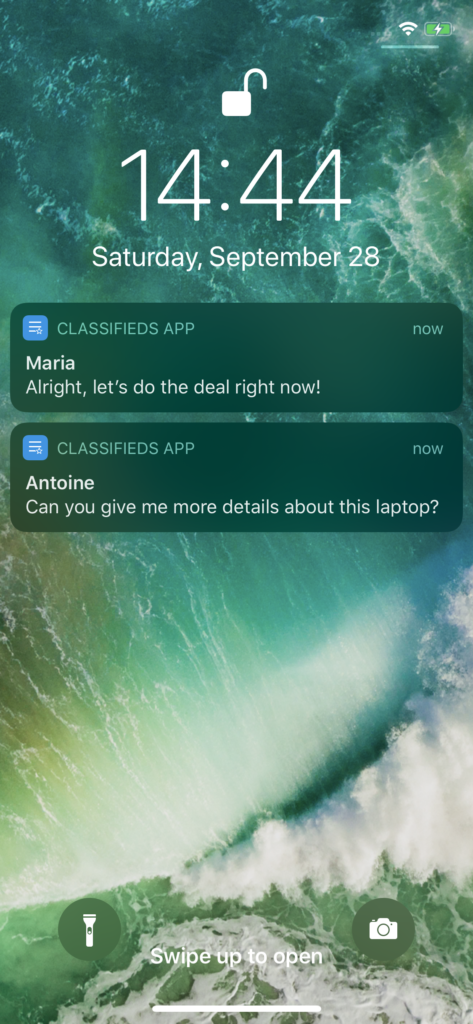 14:44
Saturday, September 28
CLASSIFIEDS APP now
Maria
Alright, let’s do the deal right now!
CLASSIFIEDS APP now
Antoine
Can you give me more details about this laptop?
Swipe up to open